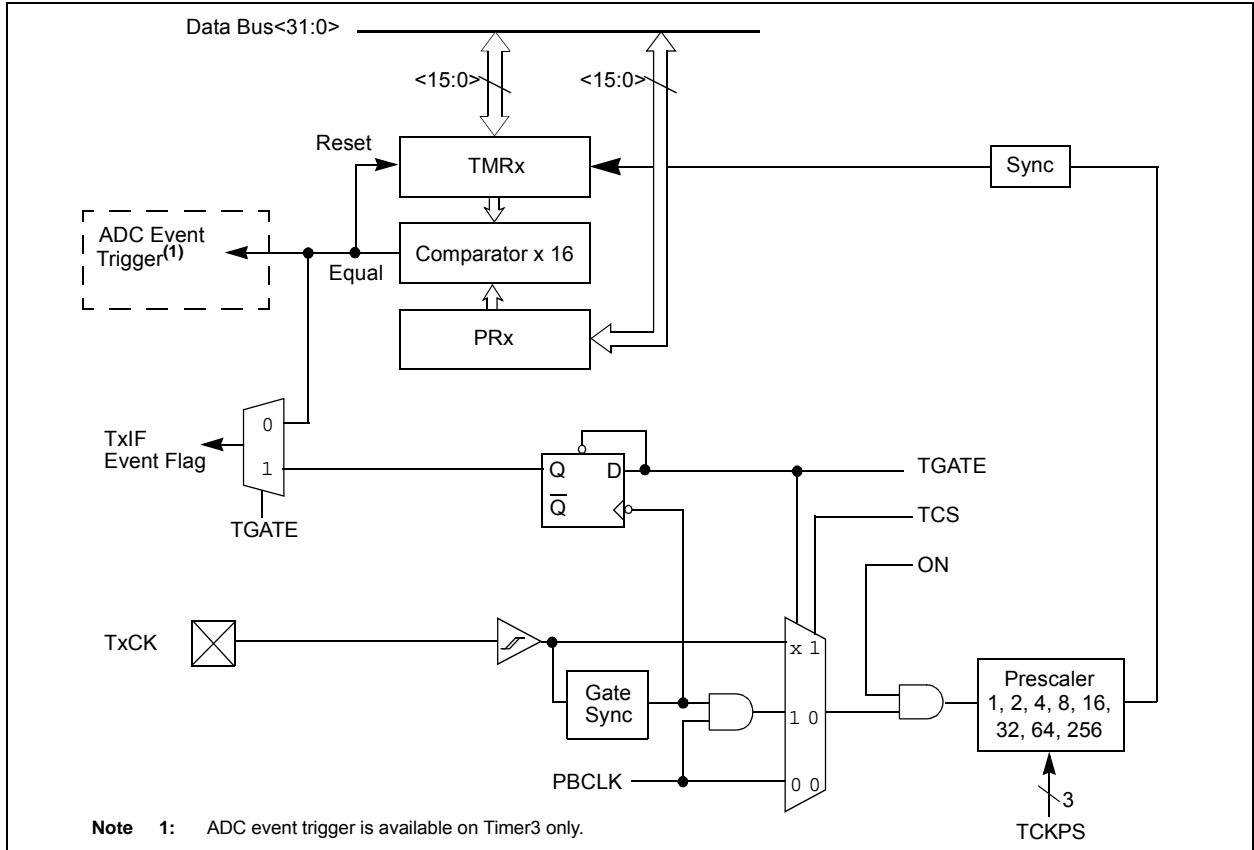 Data Bus<31:0>
<15:0>
<15:0>
Reset
TMRx
Sync
ADC Event
Trigger(1)
Equal
Comparator x 16
PRx
TxIF
Event Flag
0
1
TGATE
Q
D
Q
TGATE
TCS
ON
TxCK
x 1
Gate
Sync
1 0
Prescaler
1, 2, 4, 8, 16,
32, 64, 256
PBCLK
0 0
3
TCKPS
Note 1: ADC event trigger is available on Timer3 only.